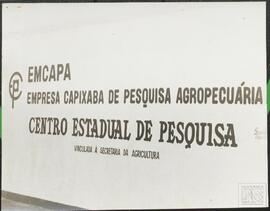 EMCAPA
EMPRESA CAPIXABA DE PESQUISA AGROPECUÁRIA
CENTRO ESTADUAL DE PESQUISA
VINCULADA À SECRETARIA DA AGRICULTURA